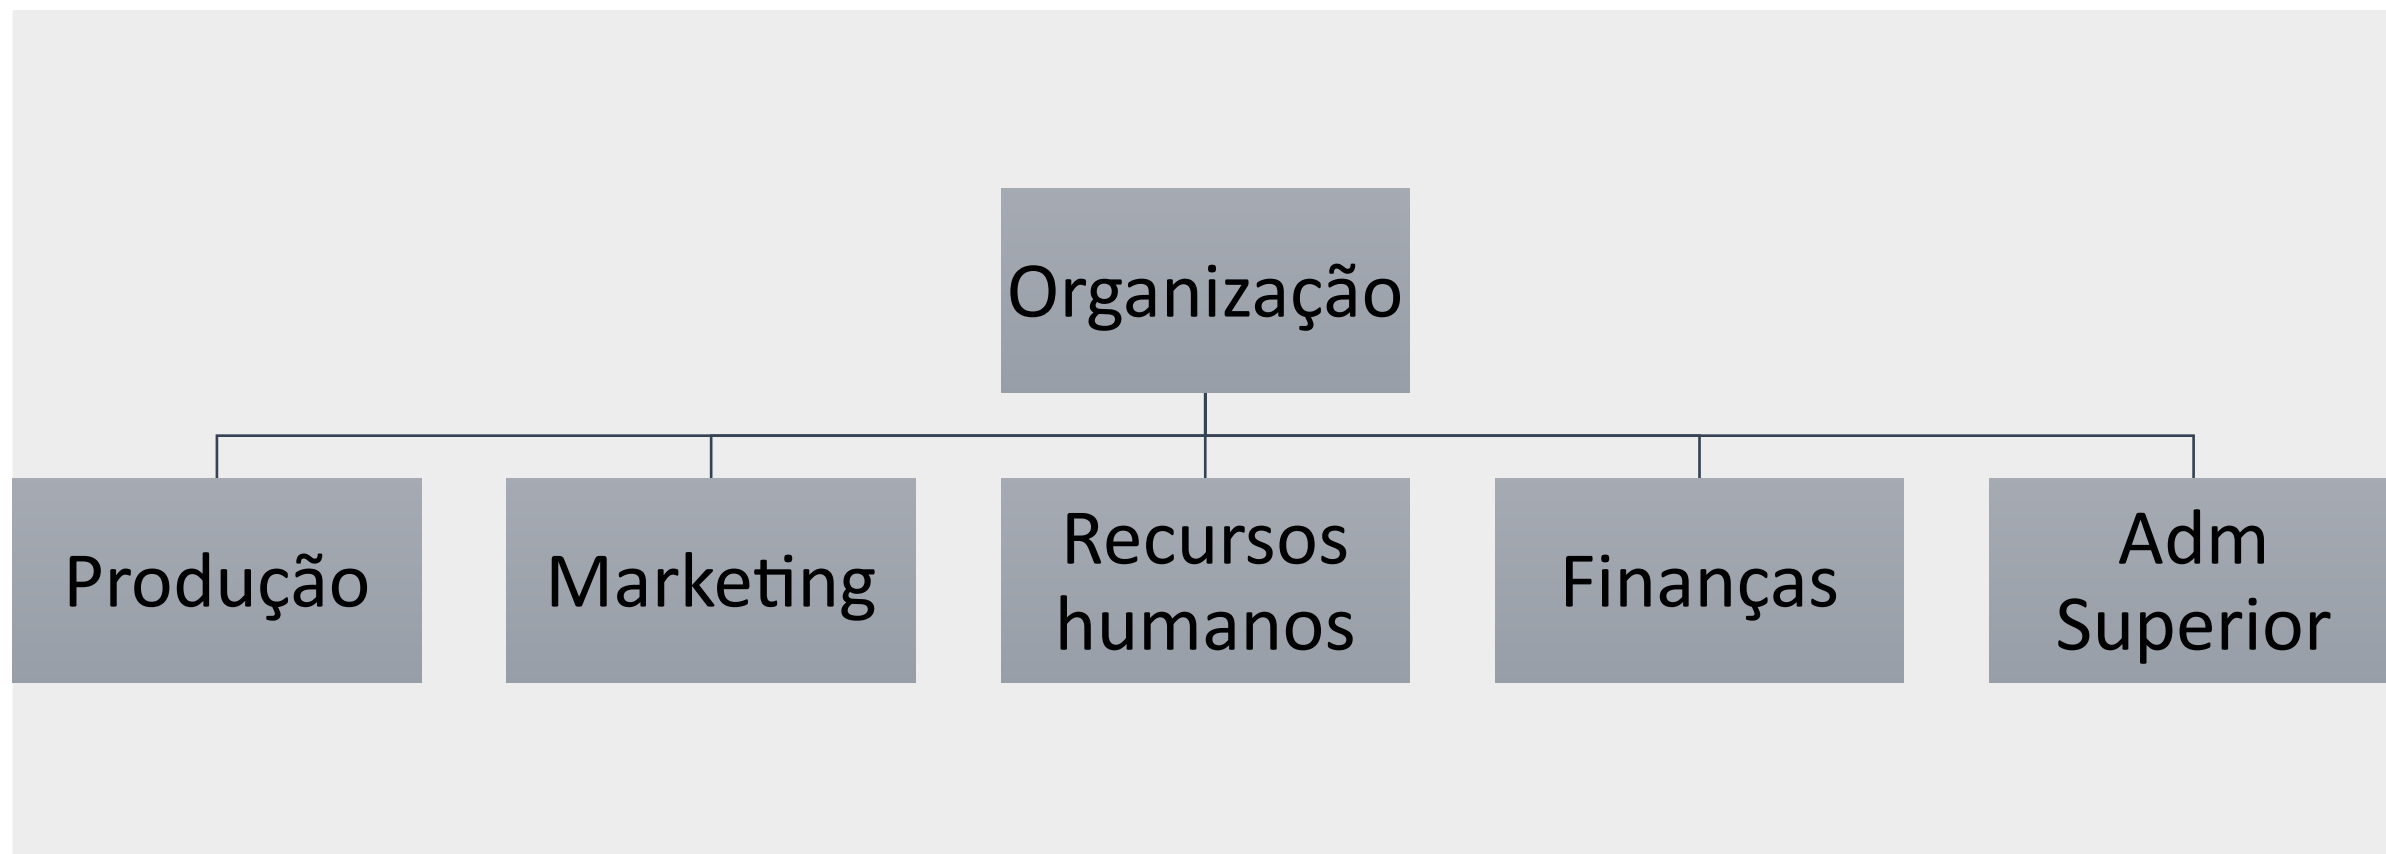 Organização
Produção
Marketing
Recursos
humanos
Finanças
Adm
Superior